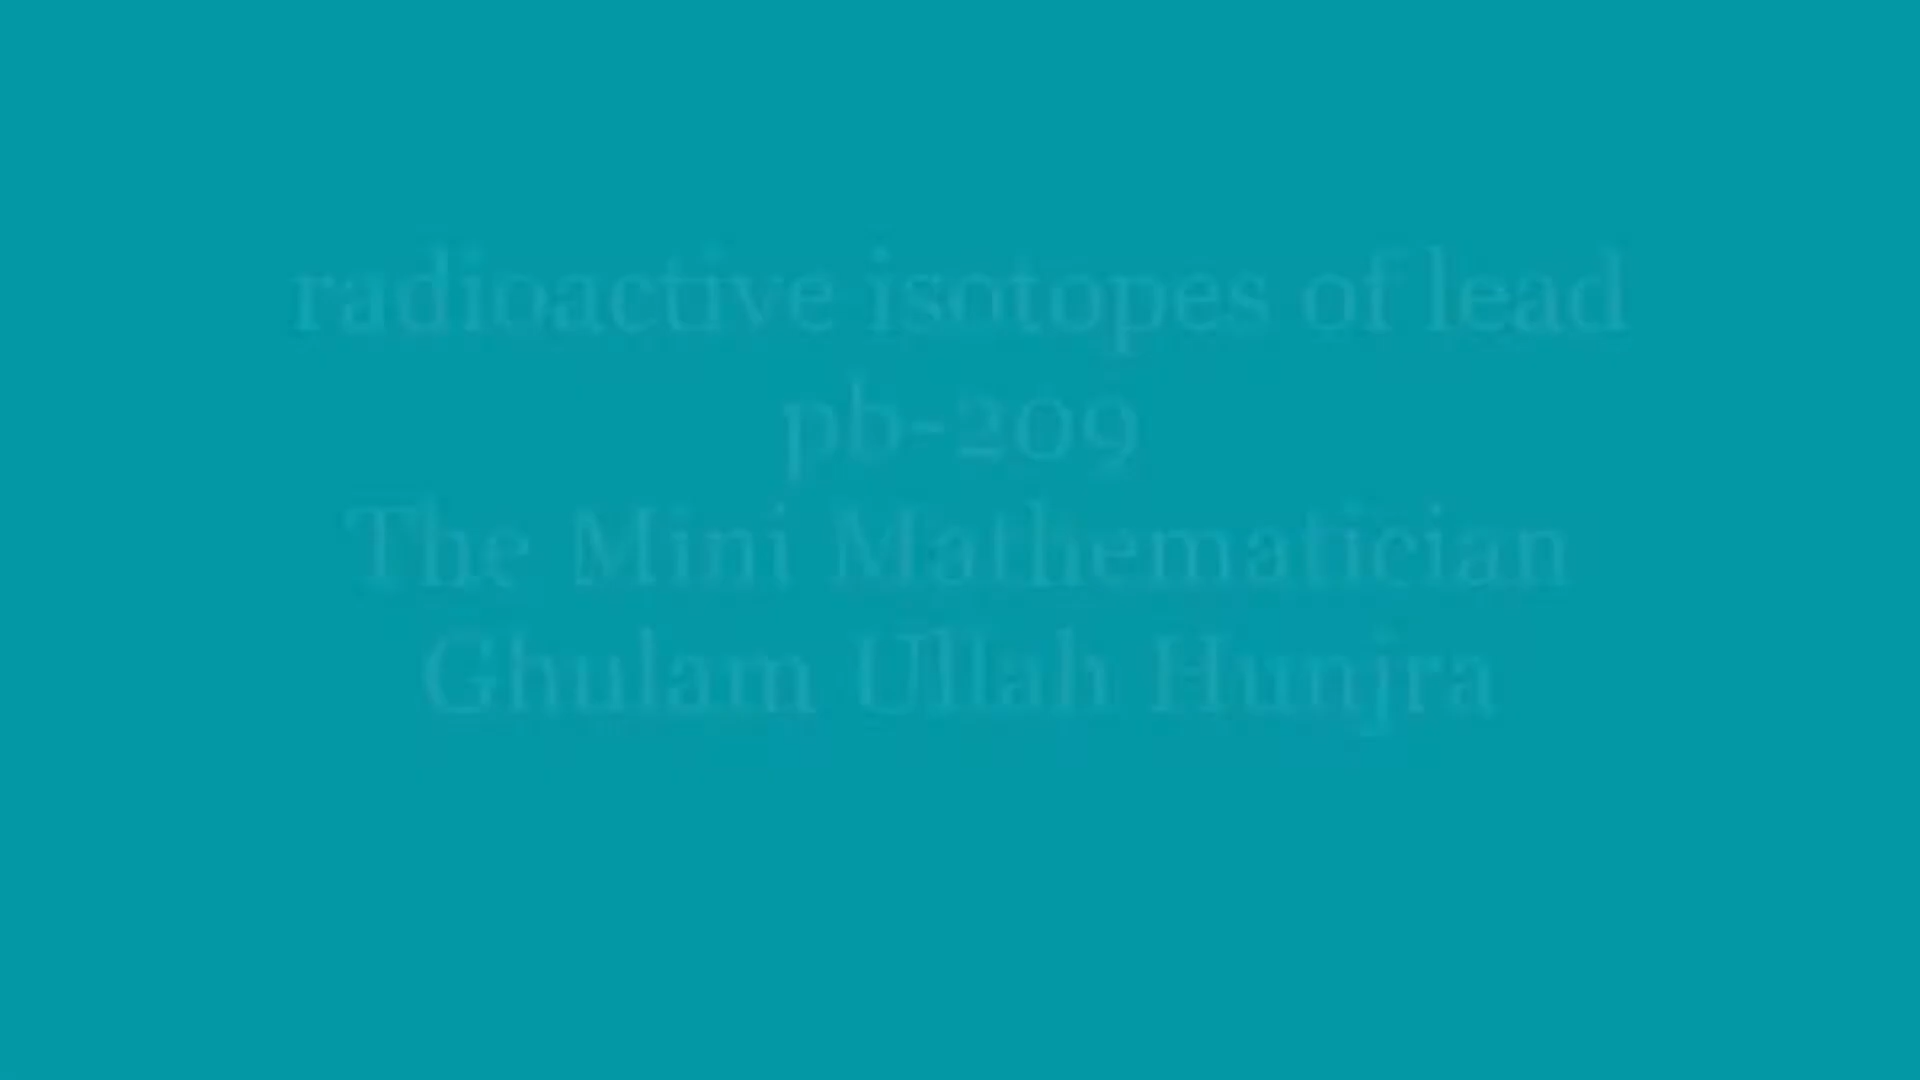 radioactive isotopes of lead
pb-209
The Mini Mathematician
Ghulam Ullah Hunjra